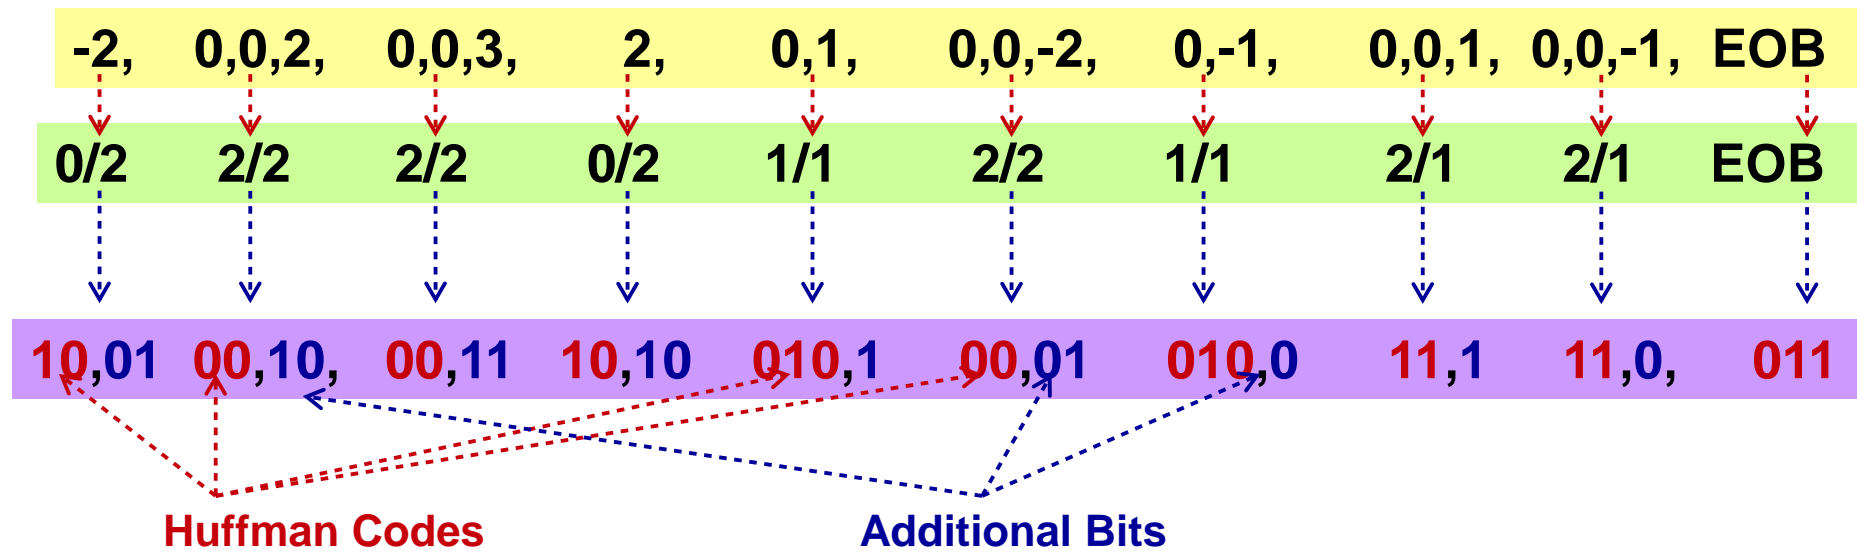 -2, 0,0,2, 0,0,3, 2, 0,1, 0,0,-2, 0,-1, 0,0,1, 0,0,-1, EOB
0/2 2/2 2/2 0/2 1/1 2/2 1/1 2/1 2/1 EOB
10,01 00,10, 00,11 10,10 010,1 00,01 010,0 11,1 11,0, 011
Huffman Codes Additional Bits